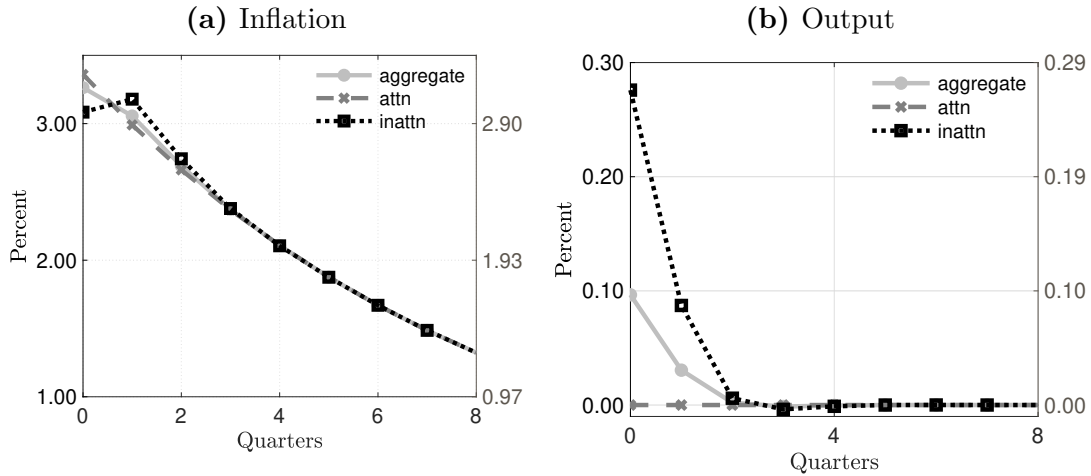 (a) Inflation
aggregate
attn
inattn
3.00
2.00
1.00
2.90
1.93
0.97
Percent
0 2 4 6 8
Quarters
(b) Output
aggregate
attn
inattn
0.30
0.20
0.10
0.00
0.29
0.19
0.10
0.00
Percent
0 4 8
Quarters